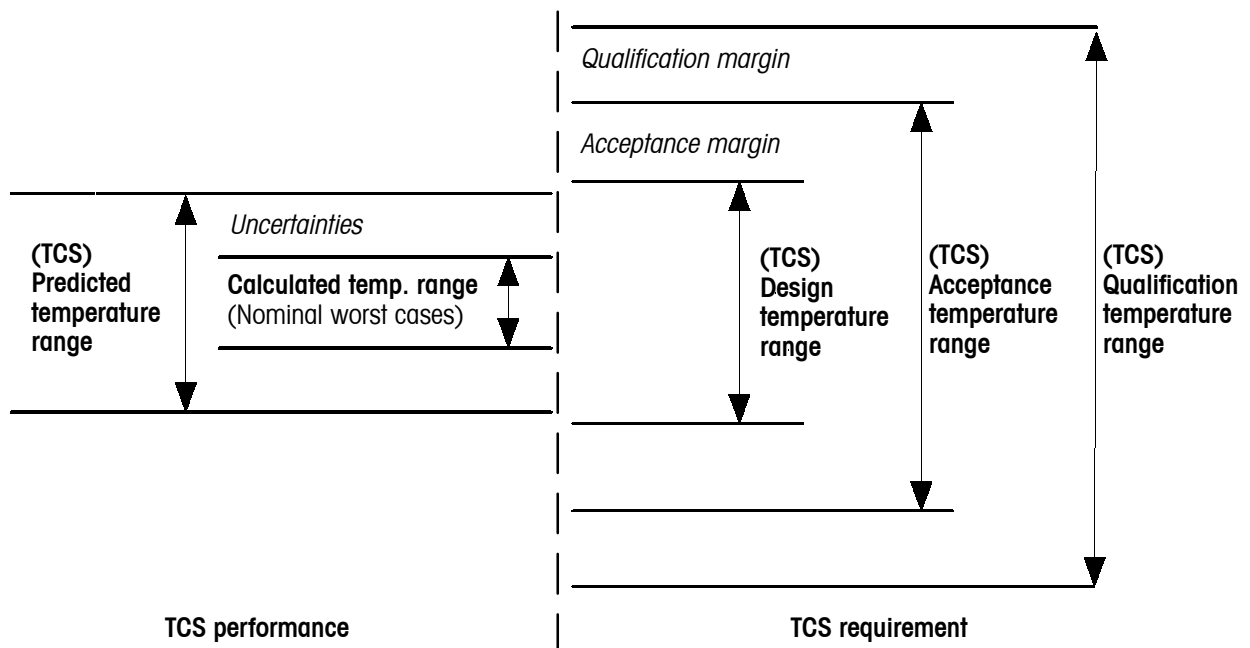 Qualification margin
Acceptance margin
Uncertainties
(TCS)
Predicted
temperature
range
Calculated temp. range
(Nominal worst cases)
(TCS)
Design
temperature
range
(TCS)
Acceptance
temperature
range
(TCS)
Qualification
temperature
range
TCS performance
TCS requirement